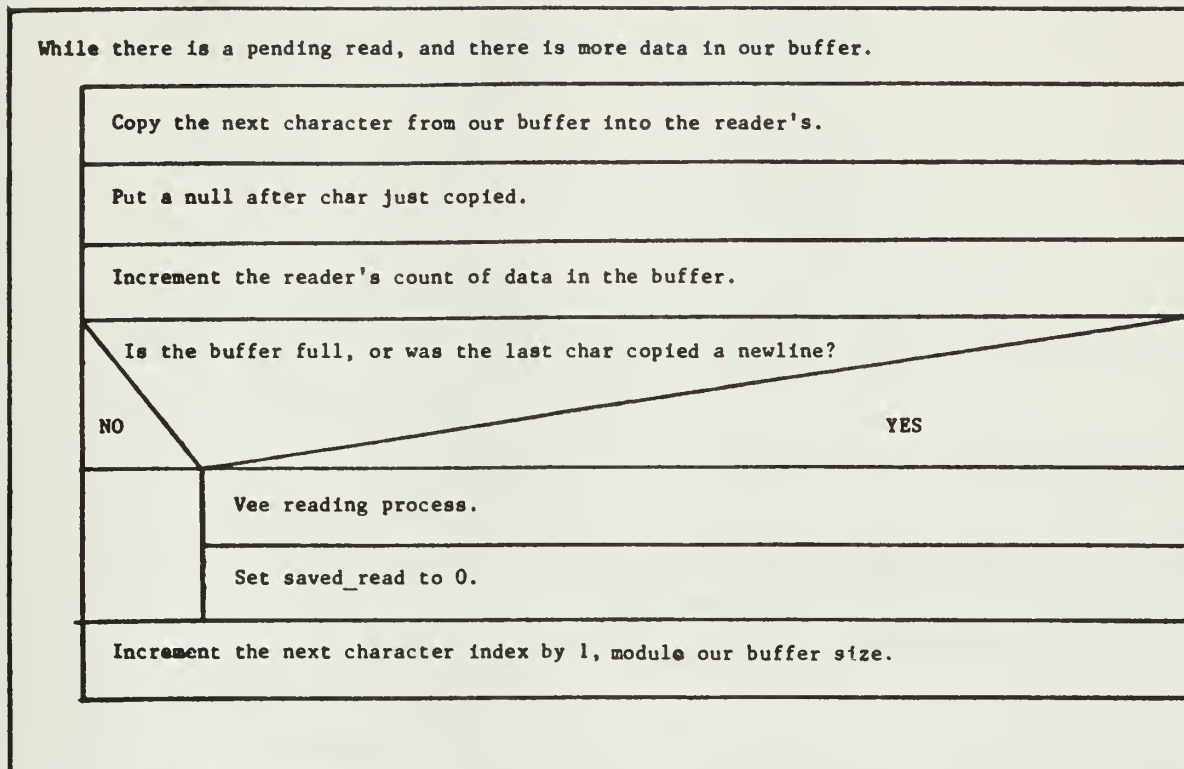 While there is a pending read, and there is more data in our buffer.
Copy the next character from our buffer into the reader's.
Put a null after char just copied.
Increment the reader's count of data in the buffer.
Is the buffer full, or was the last char copied a newline?
NO
YES
Vee reading process.
Set saved_read to 0.
Increment the next character index by 1, module our buffer size.